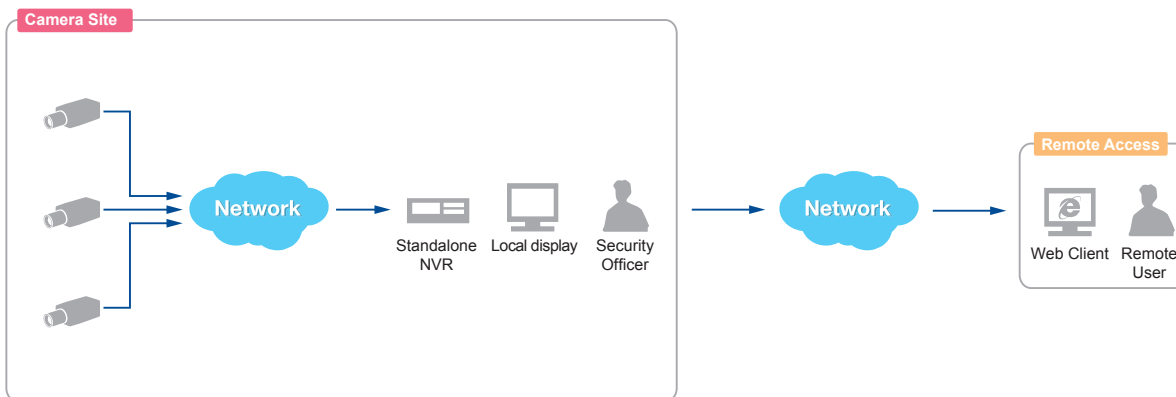 Camera Site
Network
Standalone
NVR
Local display
Security
Officer
Network
Remote Access
Web Client
Remote
User